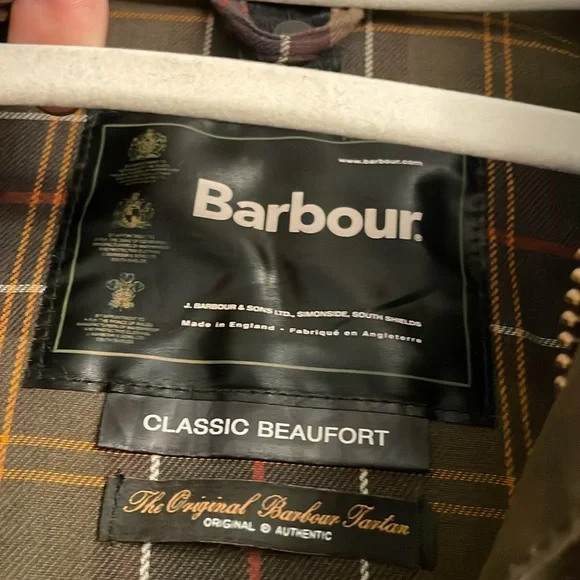 www.barbour.com
Barbour®
J. BARBOUR & SONS LTD., SIMONSIDE, SOUTH SHIELDS
Made in England - Fabriqué en Angleterre
CLASSIC BEAUFORT
The Original Barbour Tartan
ORIGINAL © AUTHENTIC